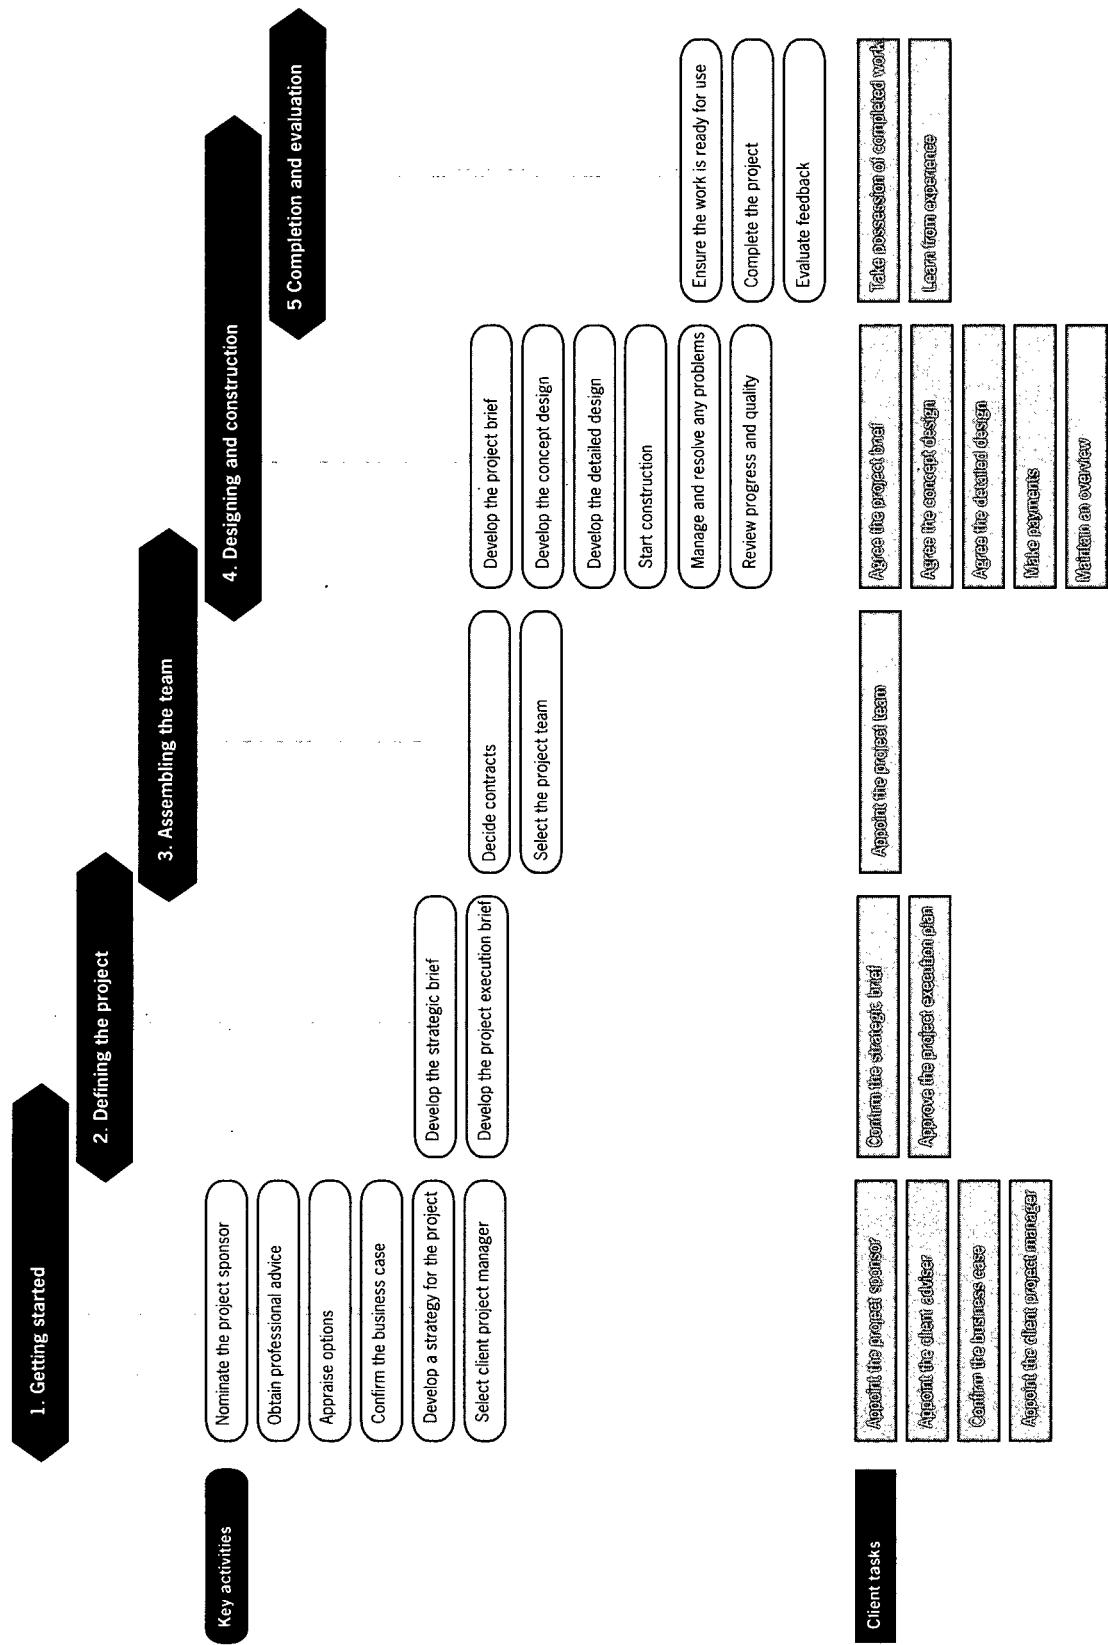 1. Getting started
2. Defining the project
3. Assembling the team
4. Designing and construction
5 Completion and evaluation
Key activities
Nominate the project sponsor
Obtain professional advice
Appraise options
Confirm the business case
Develop a strategy for the project
Select client project manager
Develop the strategic brief
Develop the project execution brief
Decide contracts
Select the project team
Develop the project brief
Develop the concept design
Develop the detailed design
Start construction
Manage and resolve any problems
Review progress and quality
Ensure the work is ready for use
Complete the project
Evaluate feedback
Client tasks
Appoint the project sponsor
Appoint the client adviser
Confirm the business case
Appoint the client project manager
Confirm the strategic brief
Approve the project execution plan
Appoint the project team
Agree the project brief
Agree the concept design
Agree the detailed design
Make payments
Maintain an overview
Take possession of completed work
Learn from experience